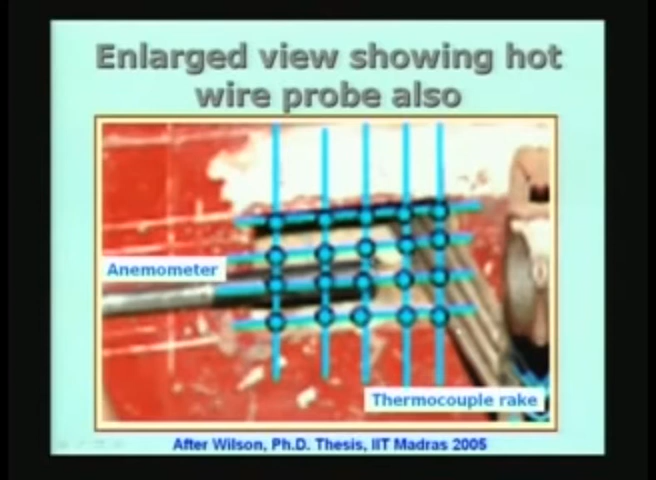 Enlarged view showing hot
wire probe also
Anemometer
Thermocouple rake
After Wilson, Ph.D. Thesis, IIT Madras 2005